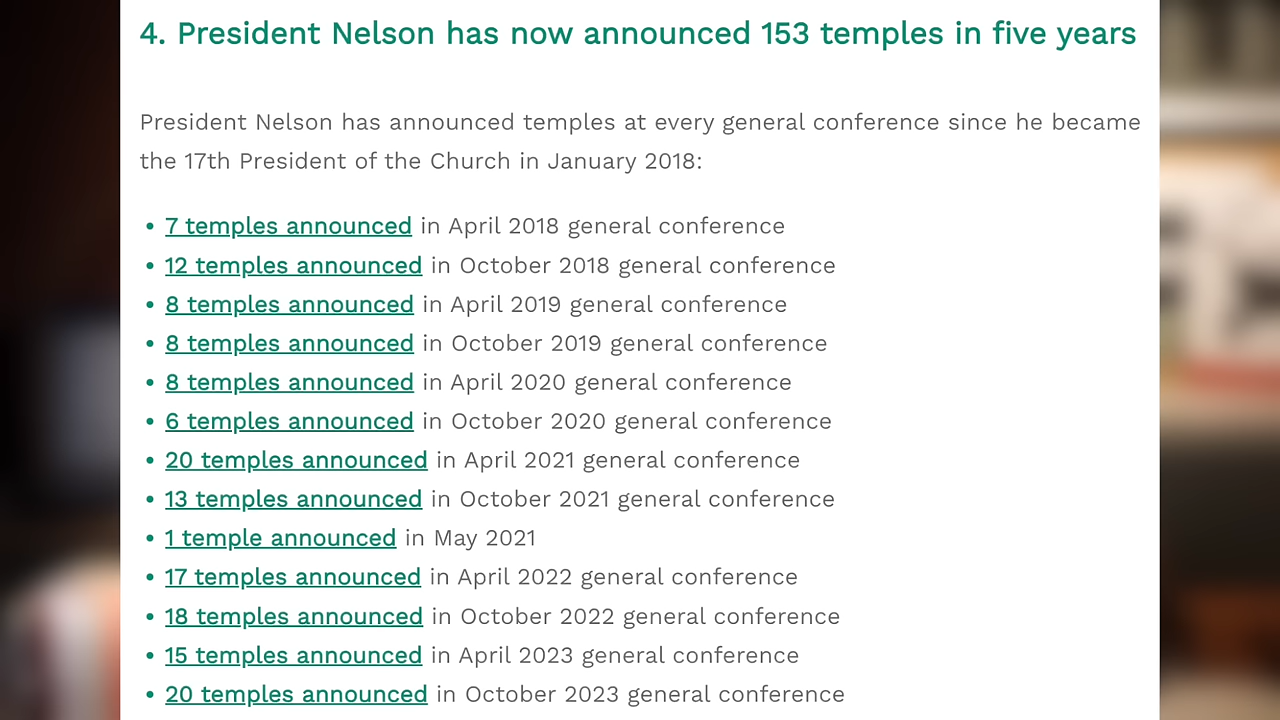 4. President Nelson has now announced 153 temples in five years
President Nelson has announced temples at every general conference since he became
the 17th President of the Church in January 2018:
• 7 temples announced in April 2018 general conference
• 12 temples announced in October 2018 general conference
• 8 temples announced in April 2019 general conference
• 8 temples announced in October 2019 general conference
• 8 temples announced in April 2020 general conference
• 6 temples announced in October 2020 general conference
• 20 temples announced in April 2021 general conference
• 13 temples announced in October 2021 general conference
• 1 temple announced in May 2021
• 17 temples announced in April 2022 general conference
• 18 temples announced in October 2022 general conference
• 15 temples announced in April 2023 general conference
• 20 temples announced in October 2023 general conference